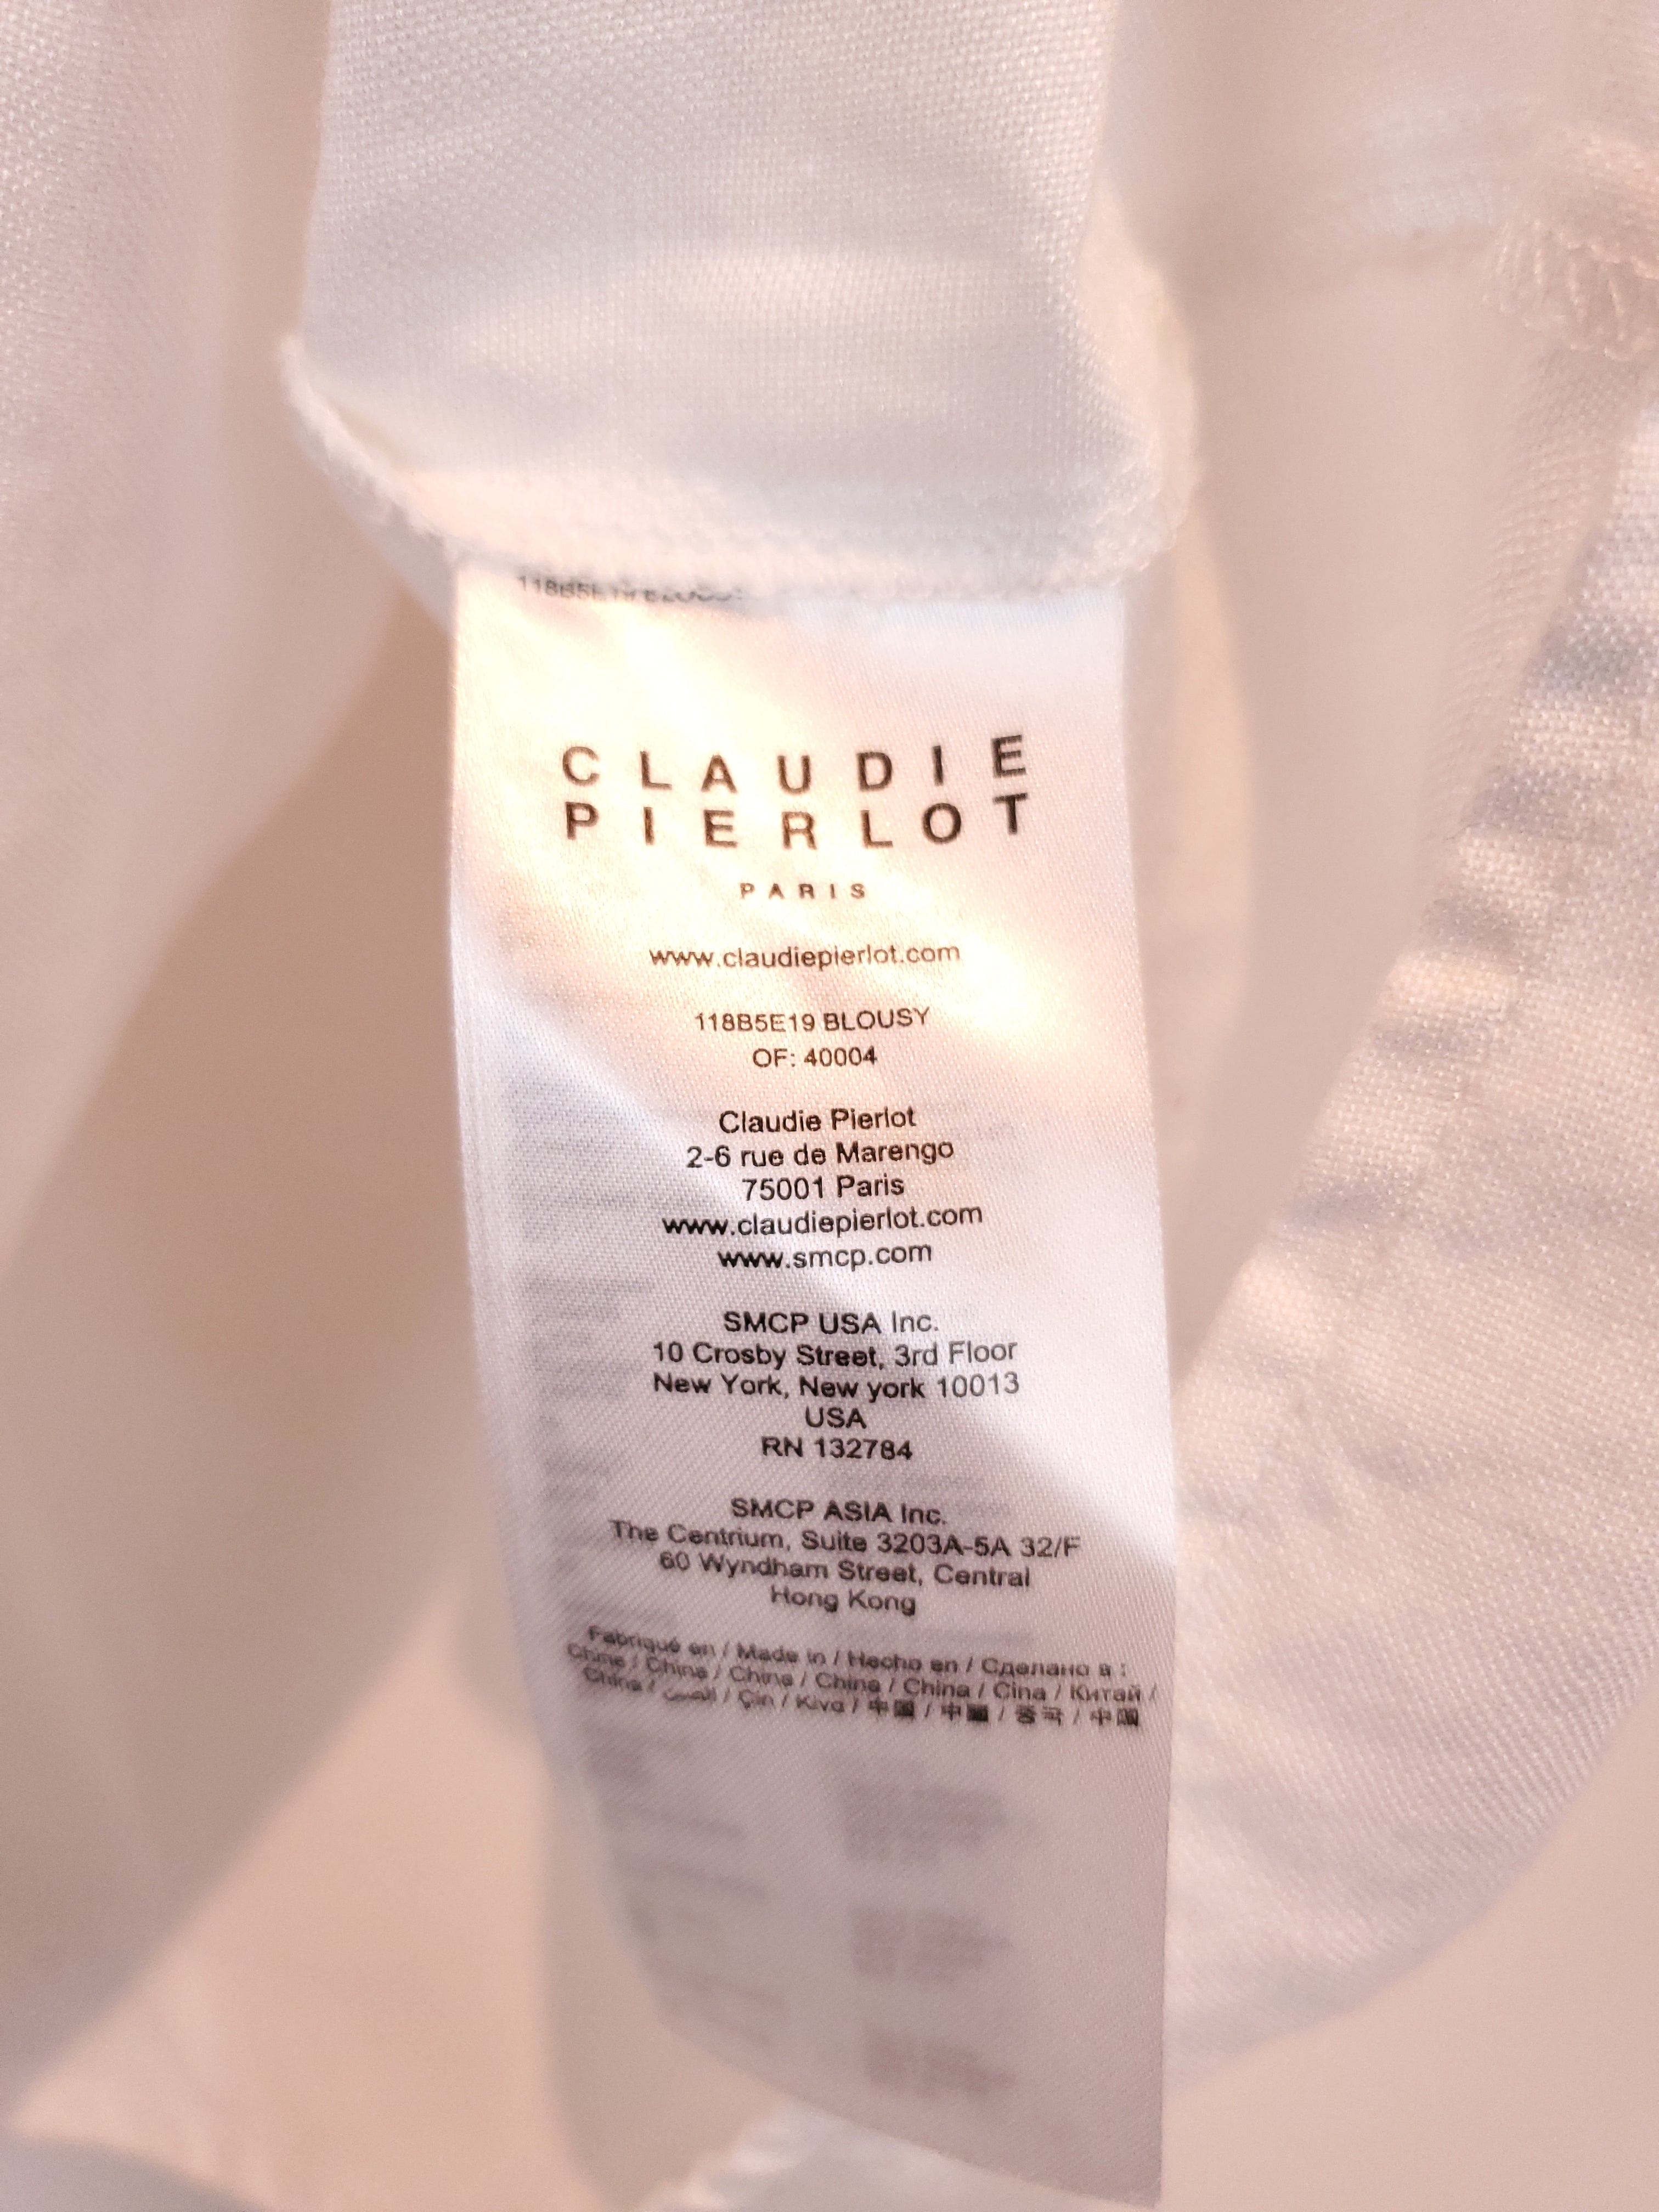 CLAUDIE
PIERLOT
PARIS
www.claudiepierlot.com
118B5E19 BLOUSY
OF: 40004
Claudie Pierlot
2-6 rue de Marengo
75001 Paris
www.claudiepierlot.com
www.smcp.com
SMCP USA Inc.
10 Crosby Street, 3rd Floor
New York, New york 10013
USA
RN 132784
SMCP ASIA Inc.
The Centrium, Suite 3203A-5A 32/F
60 Wyndham Street, Central
Hong Kong
Fabriqué en / Made in / Hecho en / Сделано в :
Chine / China / China / China / China / Cina / Китай /
China / الصين / Çin / Kίνα / 中国 / 中國 / 중국 / 中国